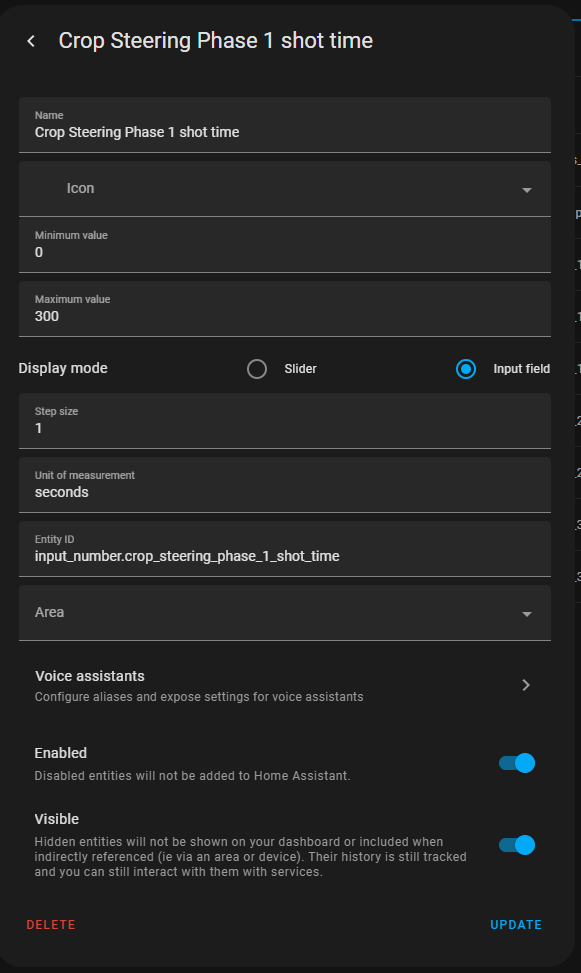 Crop Steering Phase 1 shot time
Name
Crop Steering Phase 1 shot time
Icon
Minimum value
0
Maximum value
300
Display mode
Slider
Input field
Step size
1
Unit of measurement
seconds
Entity ID
input_number.crop_steering_phase_1_shot_time
Area
Voice assistants
Configure aliases and expose settings for voice assistants
Enabled
Disabled entities will not be added to Home Assistant.
Visible
Hidden entities will not be shown on your dashboard or included when
indirectly referenced (ie via an area or device). Their history is still tracked
and you can still interact with them with services.
DELETE
UPDATE